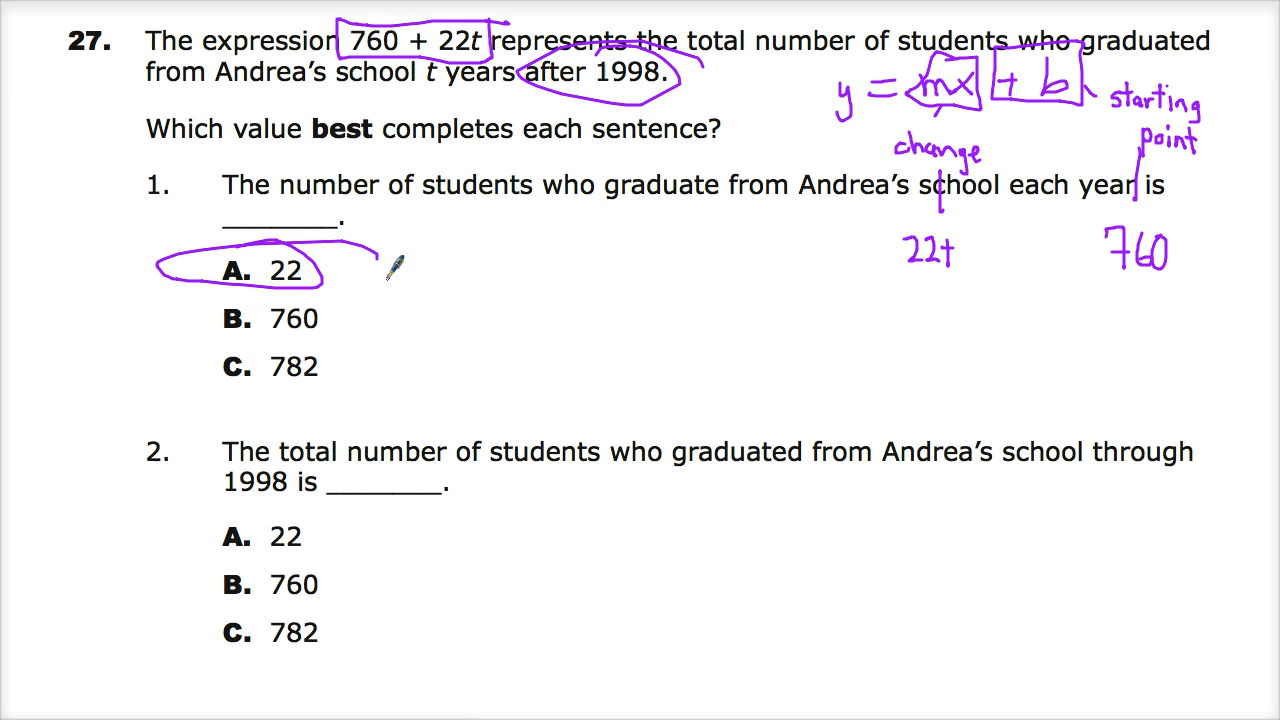 27. The expression 760 + 22t represents the total number of students who graduated
from Andrea's school t years after 1998.
y = mx + b
starting
point
Which value best completes each sentence?
change
1. The number of students who graduate from Andrea's school each year is
_______.
22t
760
A. 22
B. 760
C. 782
2. The total number of students who graduated from Andrea's school through
1998 is _______.
A. 22
B. 760
C. 782